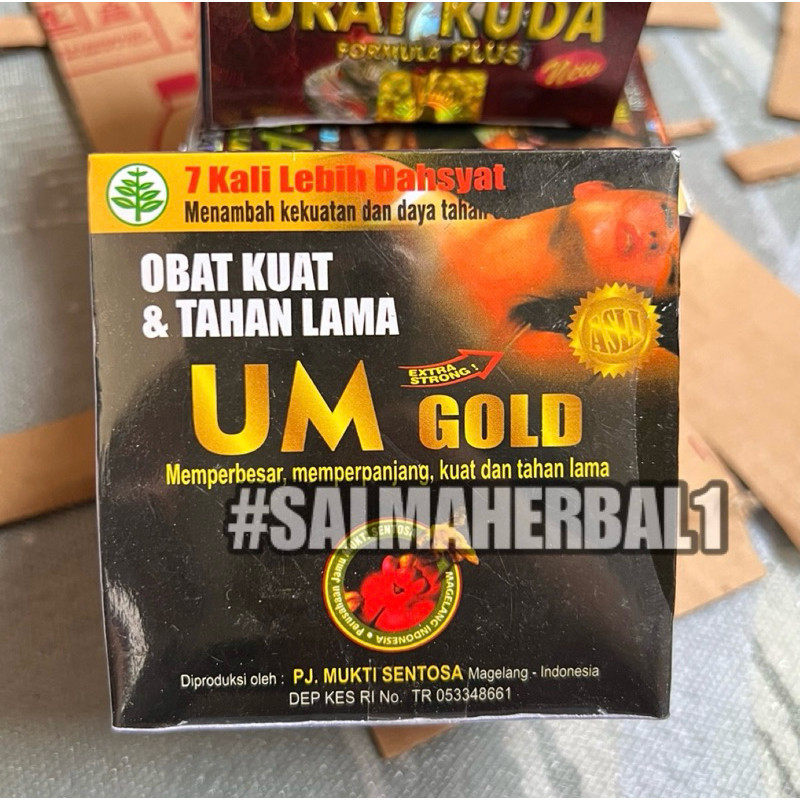 URAT KUDA
FORMULA PLUS
New
7 Kali Lebih Dahsyat
Menambah kekuatan dan daya tahan
OBAT KUAT
& TAHAN LAMA
ASLI
EXTRA
STRONG !
UM GOLD
Memperbesar, memperpanjang, kuat dan tahan lama
#SALMAHERBAL1
Perusahaan Jamu MUKTI SENTOSA
MAGELANG INDONESIA
Diproduksi oleh : PJ. MUKTI SENTOSA Magelang - Indonesia
DEP KES RI No. TR 053348661